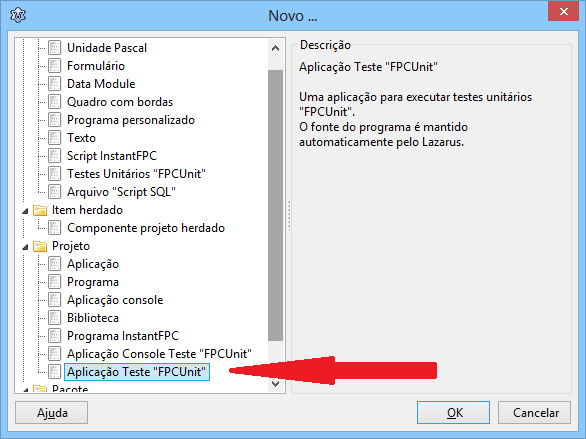 Novo ...
Unidade Pascal
Formulário
Data Module
Quadro com bordas
Programa personalizado
Texto
Script InstantFPC
Testes Unitários "FPCUnit"
Arquivo "Script SQL"
Item herdado
Componente projeto herdado
Projeto
Aplicação
Programa
Aplicação console
Biblioteca
Programa InstantFPC
Aplicação Console Teste "FPCUnit"
Aplicação Teste "FPCUnit"
Pacote
Descrição
Aplicação Teste "FPCUnit"
Uma aplicação para executar testes unitários
"FPCUnit".
O fonte do programa é mantido
automaticamente pelo Lazarus.
Ajuda
OK
Cancelar